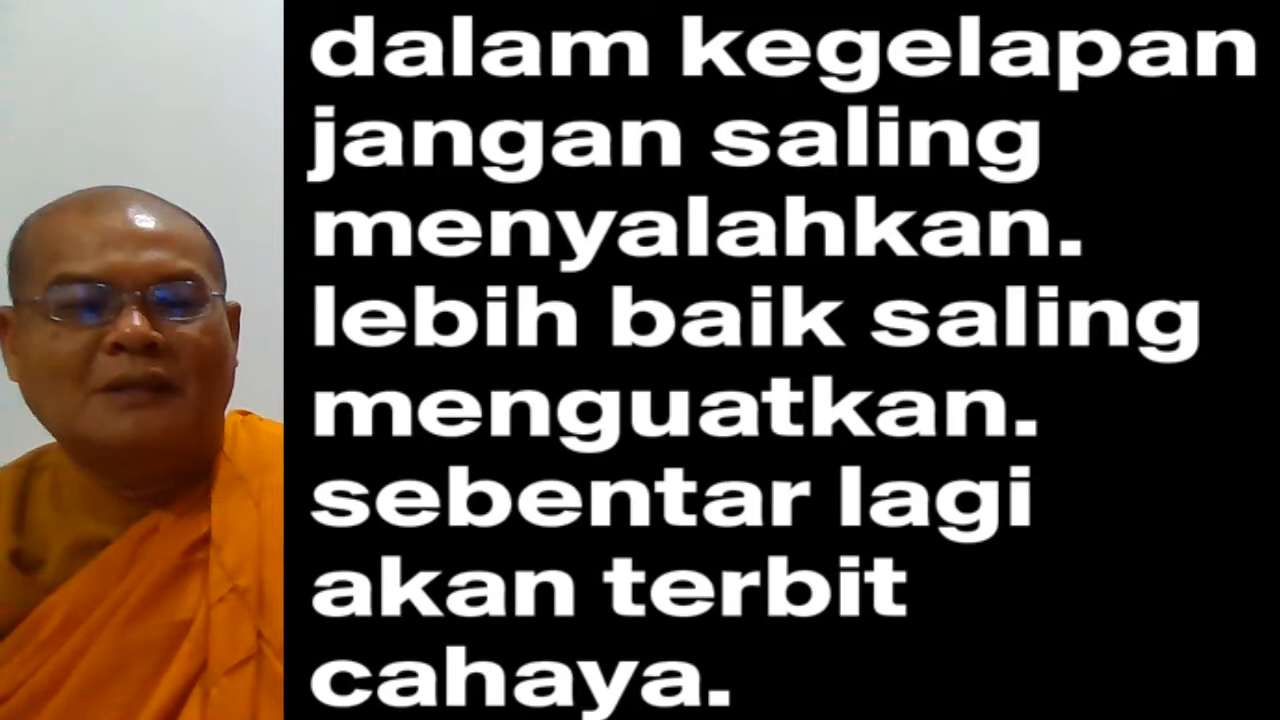 dalam kegelapan
jangan saling
menyalahkan.
lebih baik saling
menguatkan.
sebentar lagi
akan terbit
cahaya.